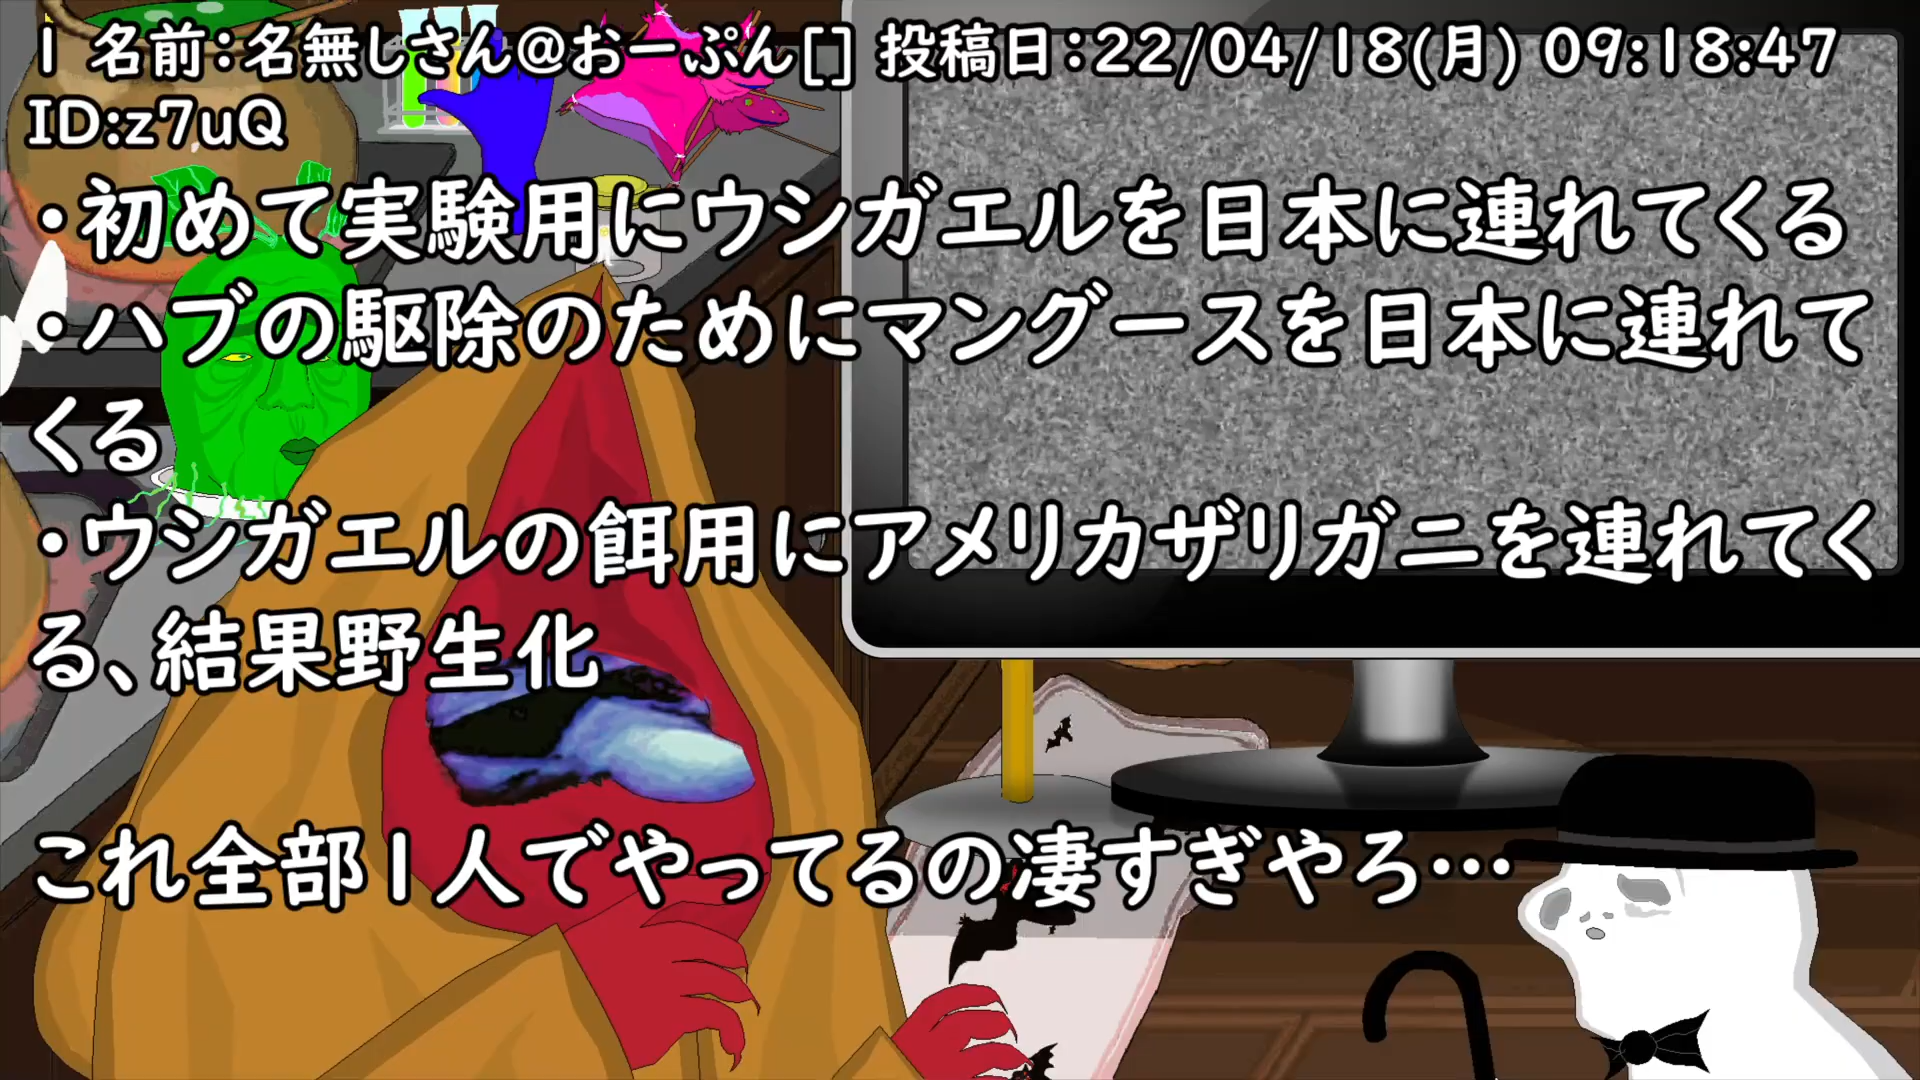 1 名前：名無しさん＠おーぷん[] 投稿日：22/04/18(月) 09:18:47
ID:z7uQ
・初めて実験用にウシガエルを日本に連れてくる
・ハブの駆除のためにマングースを日本に連れて
くる
・ウシガエルの餌用にアメリカザリガニを連れてく
る、結果野生化
これ全部1人でやってるの凄すぎやろ…